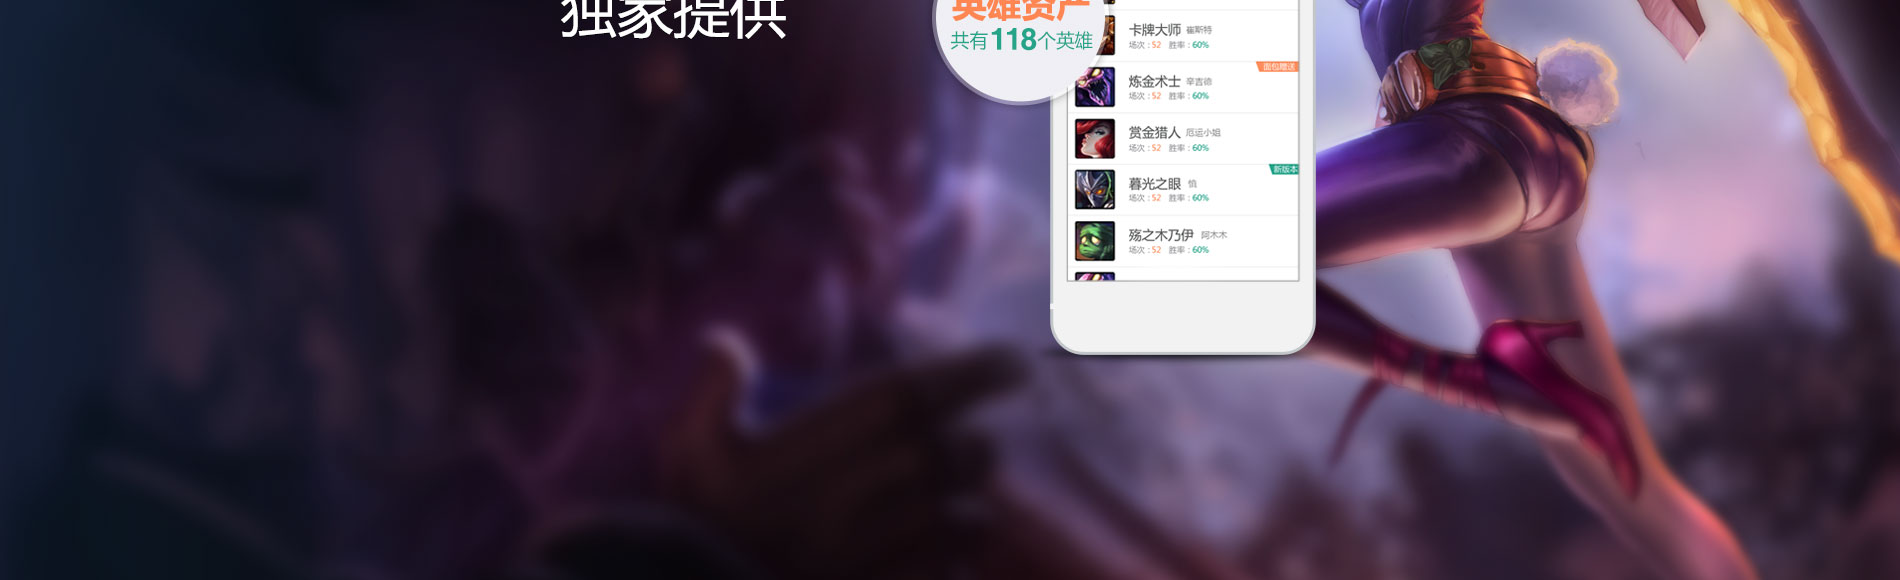 独家提供
英雄资产
共有118个英雄
卡牌大师 崔斯特
场次：52 胜率：60%
面包赠送
炼金术士 辛吉德
场次：52 胜率：60%
赏金猎人 厄运小姐
场次：52 胜率：60%
新版本
暮光之眼 慎
场次：52 胜率：60%
殇之木乃伊 阿木木
场次：52 胜率：60%